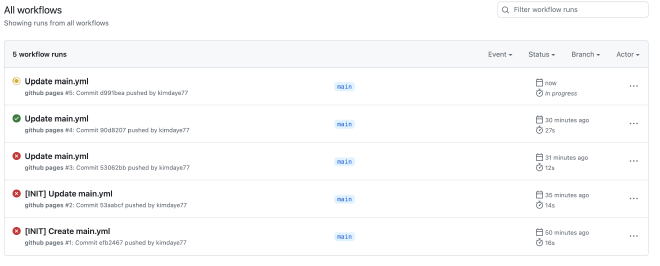 All workflows
Filter workflow runs
Showing runs from all workflows
5 workflow runs
Event Status Branch Actor
Update main.yml
github pages #5: Commit d991bea pushed by kimdaye77
main
now
In progress
Update main.yml
github pages #4: Commit 90d8207 pushed by kimdaye77
main
30 minutes ago
27s
Update main.yml
github pages #3: Commit 53062bb pushed by kimdaye77
main
31 minutes ago
12s
[INIT] Update main.yml
github pages #2: Commit 53aabcf pushed by kimdaye77
main
35 minutes ago
14s
[INIT] Create main.yml
github pages #1: Commit efb2467 pushed by kimdaye77
main
50 minutes ago
16s